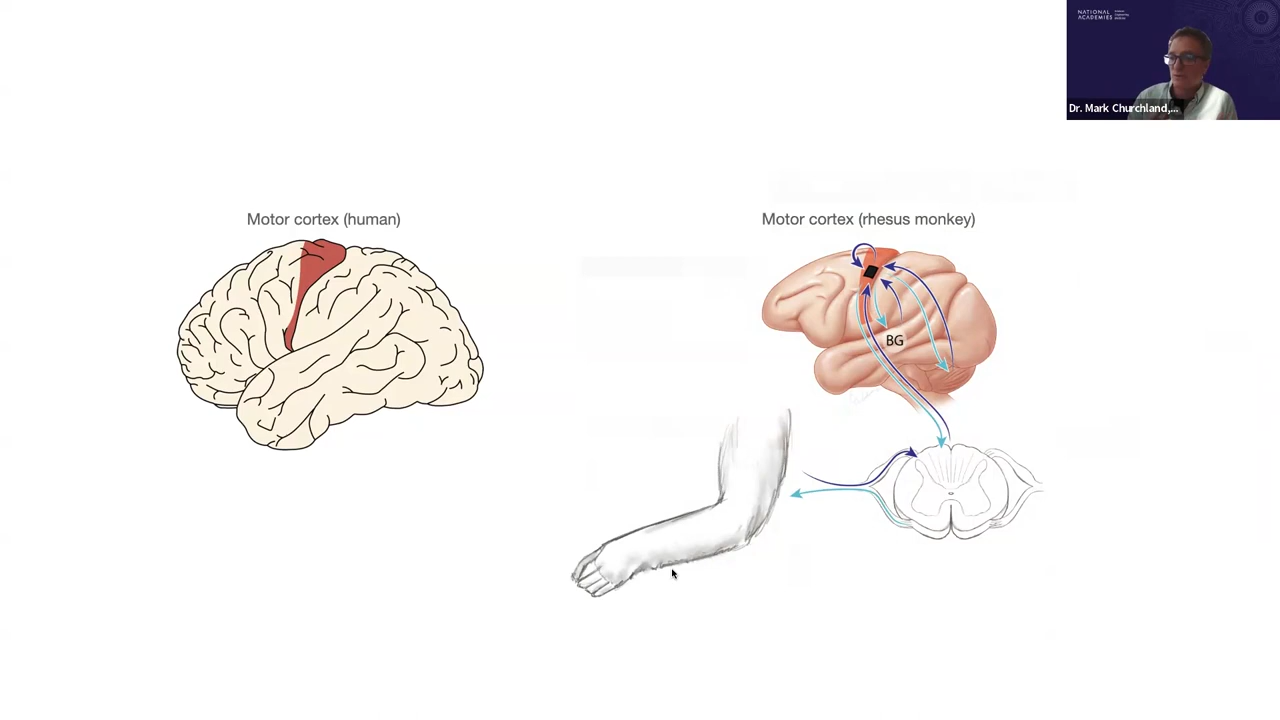 NATIONAL
ACADEMIES
Dr. Mark Churchland,...
Motor cortex (human)
Motor cortex (rhesus monkey)
BG